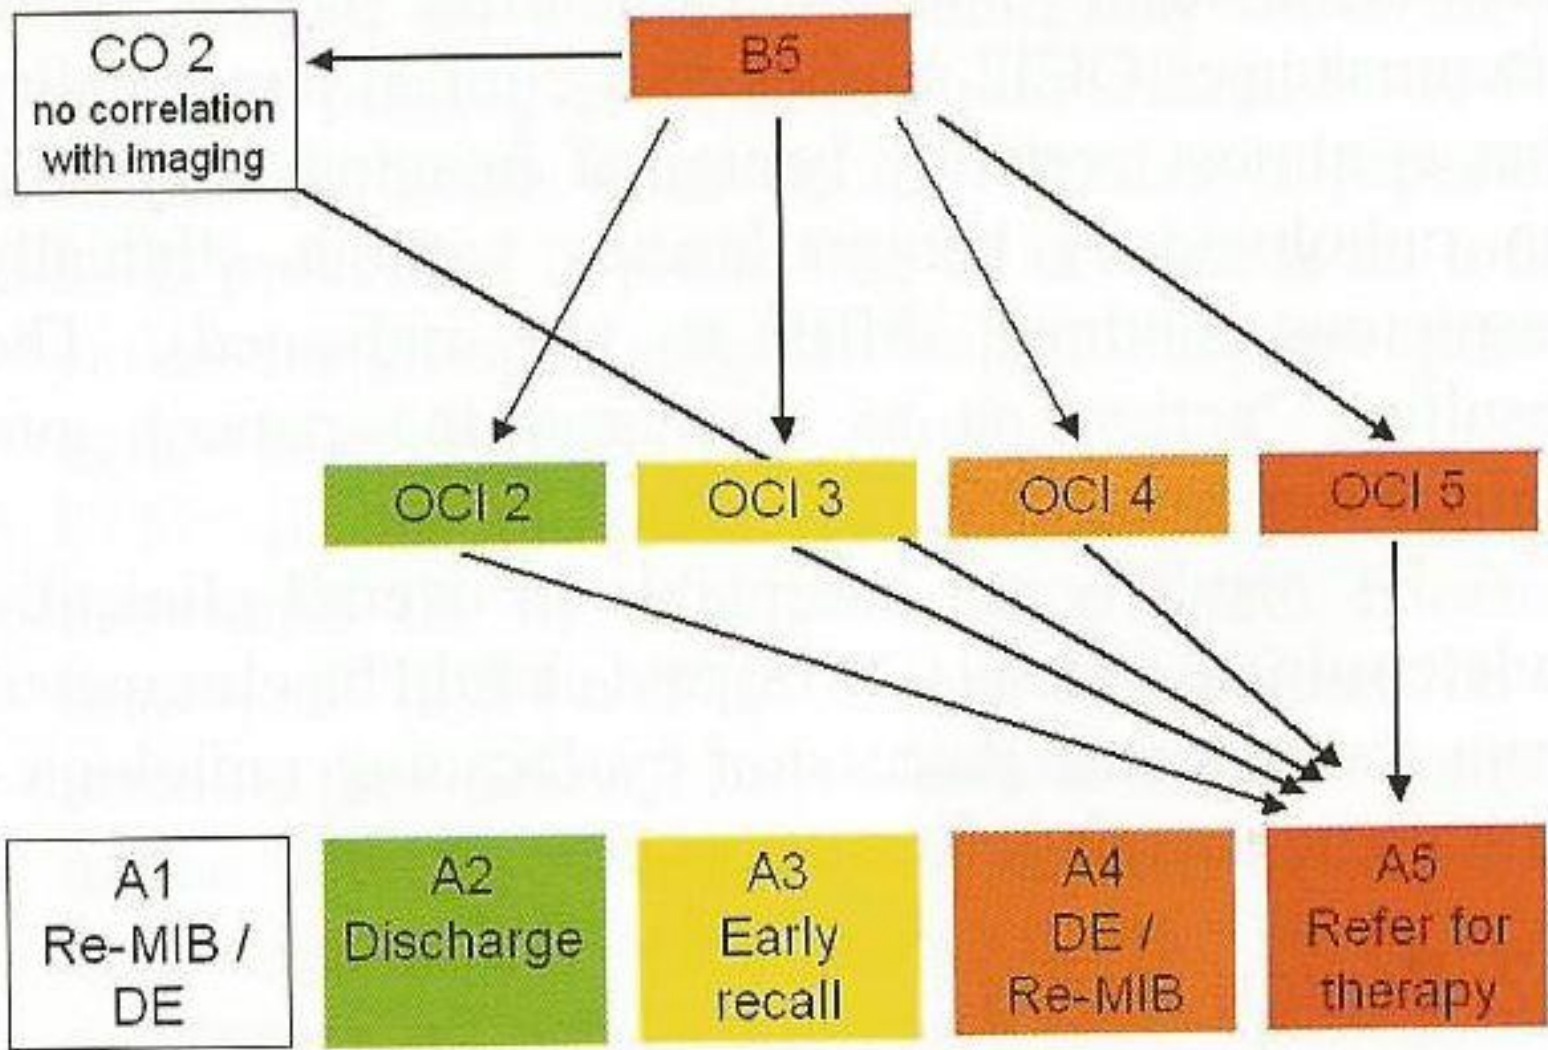 CO 2
no correlation
with imaging
B5
OCI 2
OCI 3
OCI 4
OCI 5
A1
Re-MIB /
DE
A2
Discharge
A3
Early
recall
A4
DE /
Re-MIB
A5
Refer for
therapy